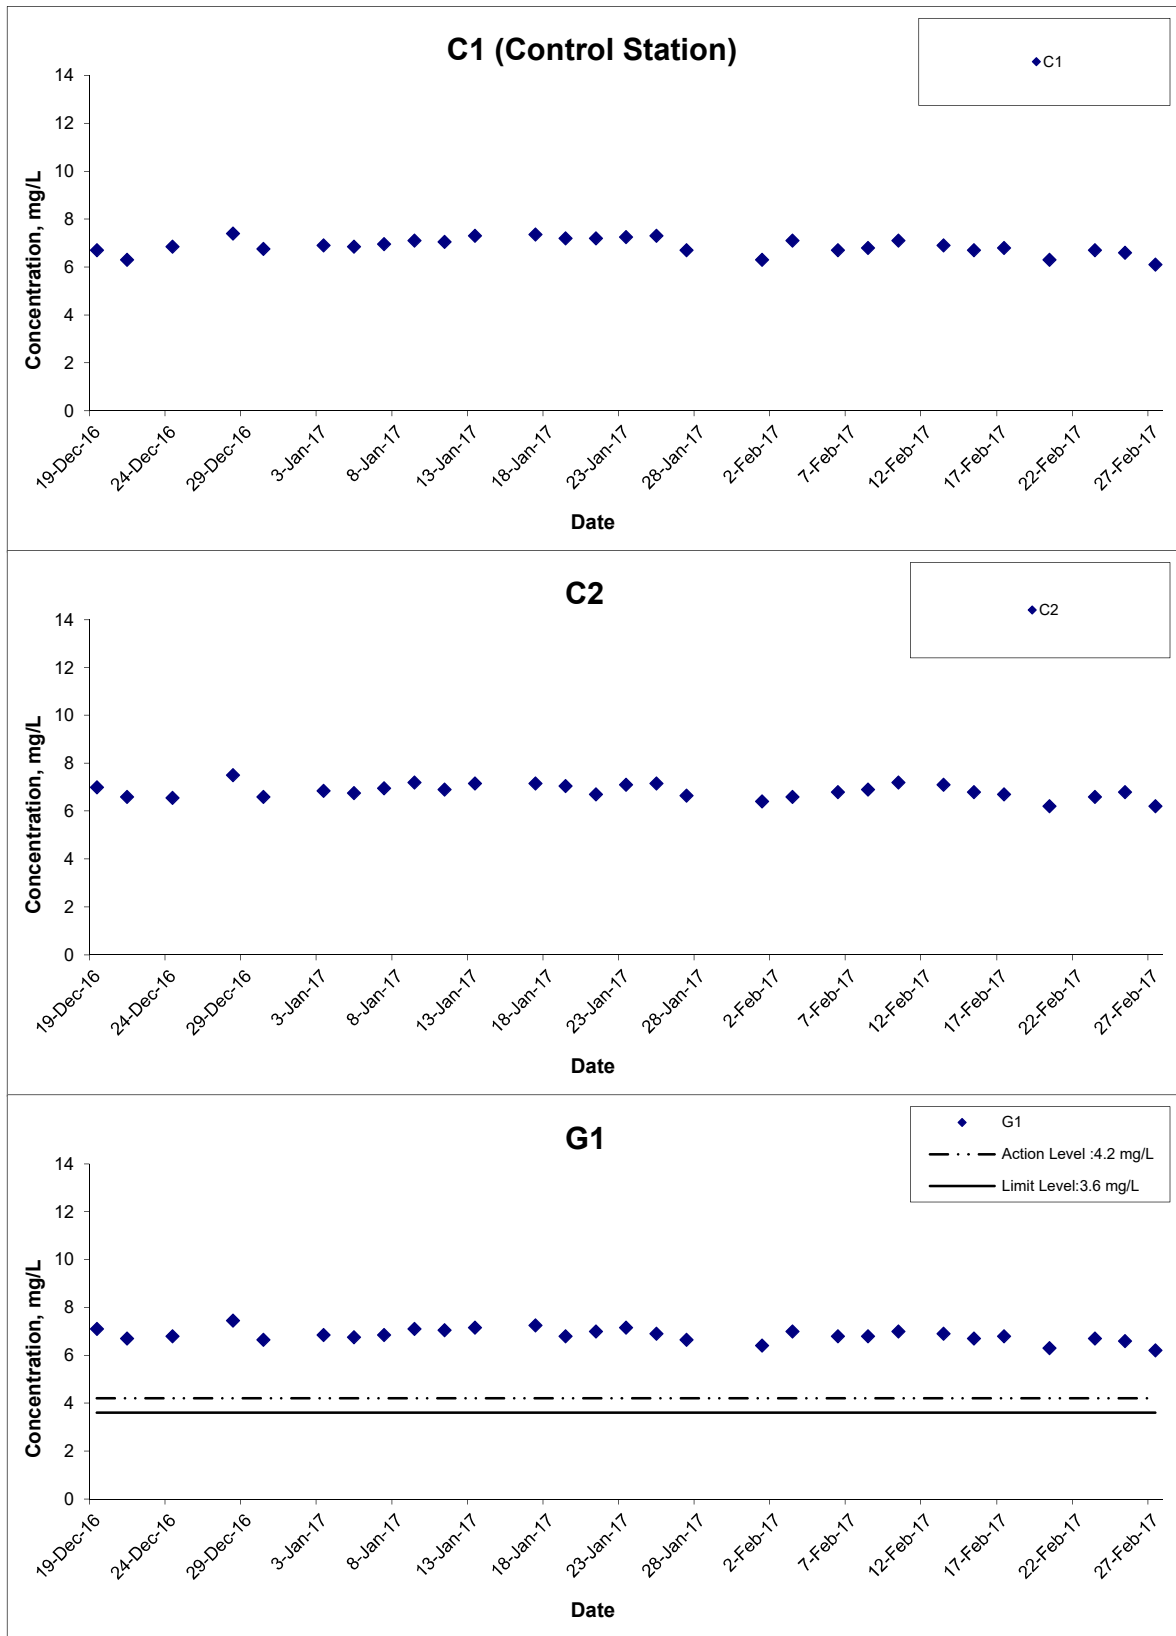 C1 (Control Station)
C1
14
12
10
8
6
4
2
0
Concentration, mg/L
19-Dec-16
24-Dec-16
29-Dec-16
3-Jan-17
8-Jan-17
13-Jan-17
18-Jan-17
23-Jan-17
28-Jan-17
2-Feb-17
7-Feb-17
12-Feb-17
17-Feb-17
22-Feb-17
27-Feb-17
Date
C2
C2
14
12
10
8
6
4
2
0
Concentration, mg/L
19-Dec-16
24-Dec-16
29-Dec-16
3-Jan-17
8-Jan-17
13-Jan-17
18-Jan-17
23-Jan-17
28-Jan-17
2-Feb-17
7-Feb-17
12-Feb-17
17-Feb-17
22-Feb-17
27-Feb-17
Date
G1
G1
Action Level :4.2 mg/L
Limit Level:3.6 mg/L
14
12
10
8
6
4
2
0
Concentration, mg/L
19-Dec-16
24-Dec-16
29-Dec-16
3-Jan-17
8-Jan-17
13-Jan-17
18-Jan-17
23-Jan-17
28-Jan-17
2-Feb-17
7-Feb-17
12-Feb-17
17-Feb-17
22-Feb-17
27-Feb-17
Date